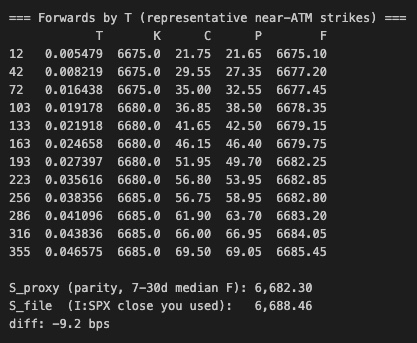 === Forwards by T (representative near-ATM strikes) ===
T K C P F
12 0.005479 6675.0 21.75 21.65 6675.10
42 0.008219 6675.0 29.55 27.35 6677.20
72 0.016438 6675.0 35.00 32.55 6677.45
103 0.019178 6680.0 36.85 38.50 6678.35
133 0.021918 6680.0 41.65 42.50 6679.15
163 0.024658 6680.0 46.15 46.40 6679.75
193 0.027397 6680.0 51.95 49.70 6682.25
223 0.035616 6680.0 56.80 53.95 6682.85
256 0.038356 6685.0 56.75 58.95 6682.80
286 0.041096 6685.0 61.90 63.70 6683.20
316 0.043836 6685.0 66.00 66.95 6684.05
355 0.046575 6685.0 69.50 69.05 6685.45
S_proxy (parity, 7-30d median F): 6,682.30
S_file (I:SPX close you used): 6,688.46
diff: -9.2 bps